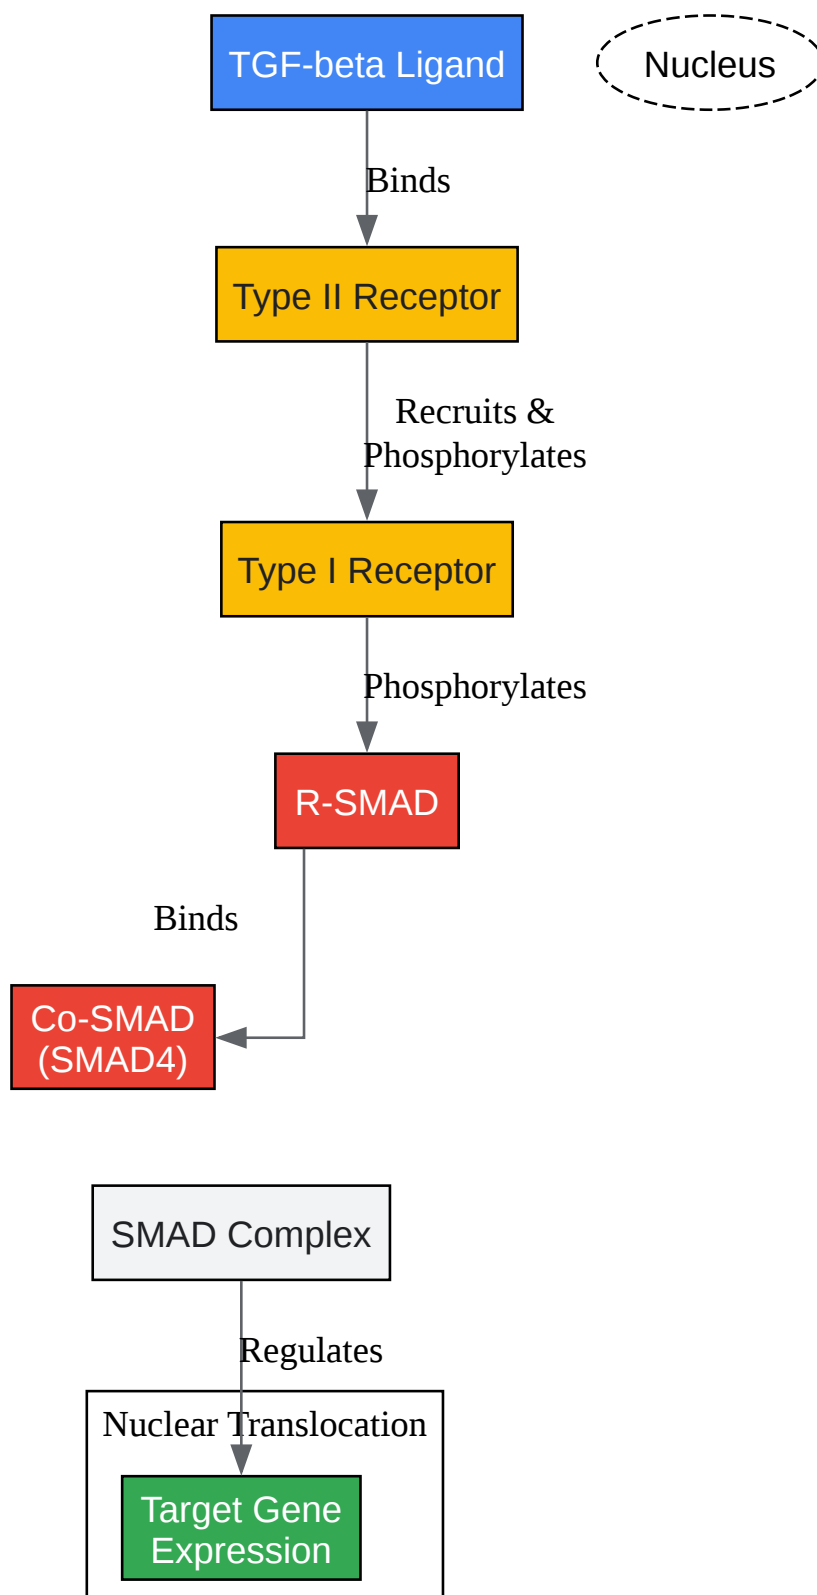 TGF-beta Ligand
Nucleus
Binds
Type II Receptor
Recruits &
Phosphorylates
Type I Receptor
Phosphorylates
R-SMAD
Binds
Co-SMAD
(SMAD4)
SMAD Complex
Regulates
Nuclear Translocation
Target Gene
Expression